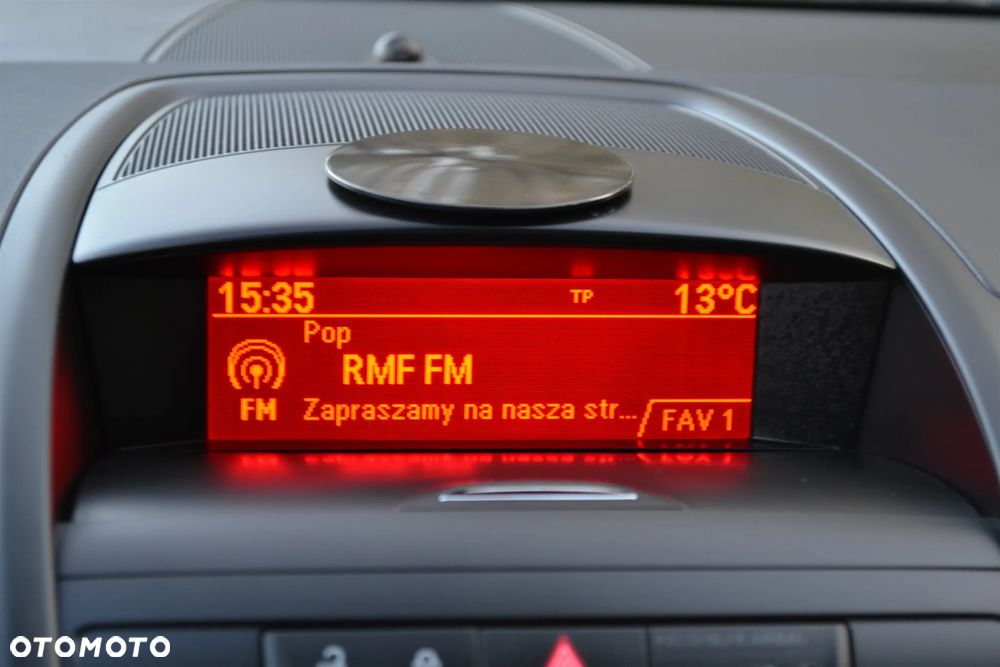 15:35 TP 13°C
Pop
RMF FM
FM Zapraszamy na nasza str...
FAV 1
OTOMOTO